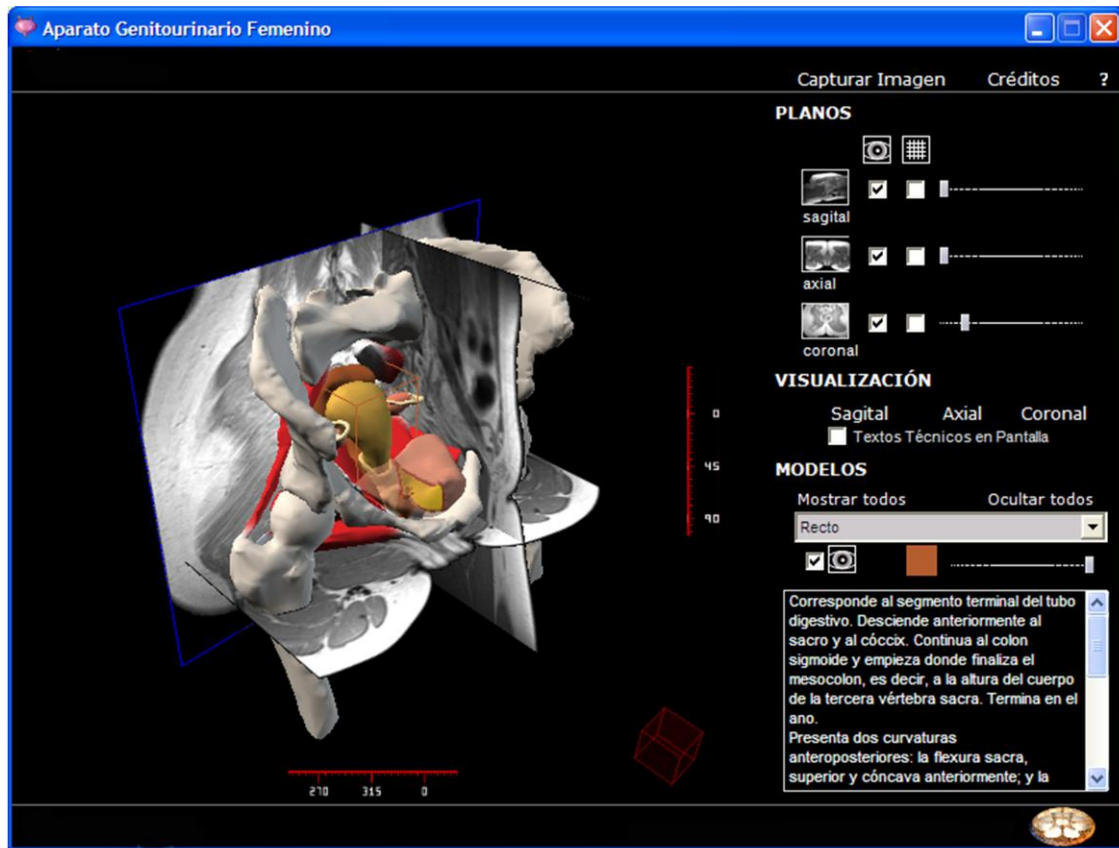 Aparato Genitourinario Femenino
Capturar Imagen Créditos ?
PLANOS
sagital
axial
coronal
VISUALIZACIÓN
Sagital Axial Coronal
Textos Técnicos en Pantalla
MODELOS
Mostrar todos Ocultar todos
Recto
Corresponde al segmento terminal del tubo
digestivo. Desciende anteriormente al
sacro y al cóccix. Continua al colon
sigmoide y empieza donde finaliza el
mesocolon, es decir, a la altura del cuerpo
de la tercera vértebra sacra. Termina en el
ano.
Presenta dos curvaturas
anteroposteriores: la flexura sacra,
superior y cóncava anteriormente; y la
0
45
90
270 315 0